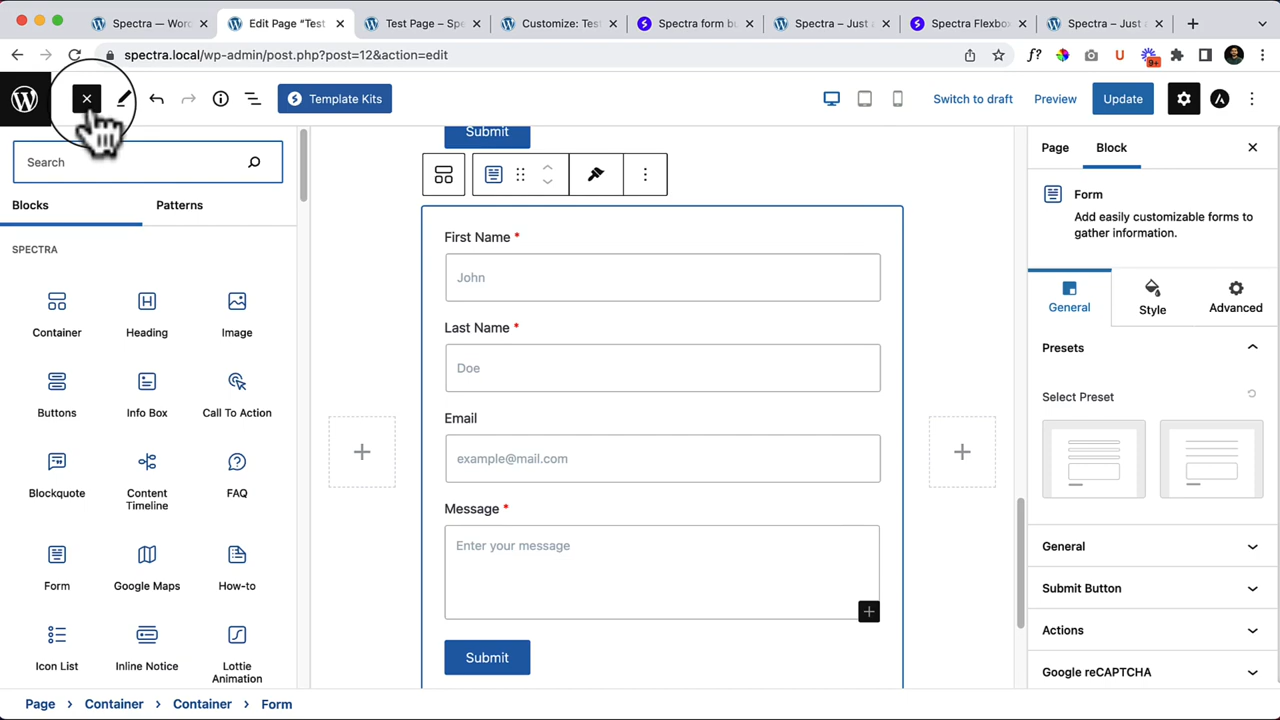 Spectra — Wor
Edit Page “Test
Test Page – Spe
Customize: Test
Spectra form bu
Spectra – Just a
Spectra Flexbo
Spectra – Just a
spectra.local/wp-admin/post.php?post=12&action=edit
f?
U
9+
Template Kits
Switch to draft
Preview
Update
Search
Blocks
Patterns
SPECTRA
Container
Heading
Image
Buttons
Info Box
Call To Action
Blockquote
Content
Timeline
FAQ
Form
Google Maps
How-to
Icon List
Inline Notice
Lottie
Animation
Submit
First Name *
John
Last Name *
Doe
Email
example@mail.com
Message *
Enter your message
Submit
Page
Block
Form
Add easily customizable forms to
gather information.
General
Style
Advanced
Presets
Select Preset
General
Submit Button
Actions
Google reCAPTCHA
Page > Container > Container > Form